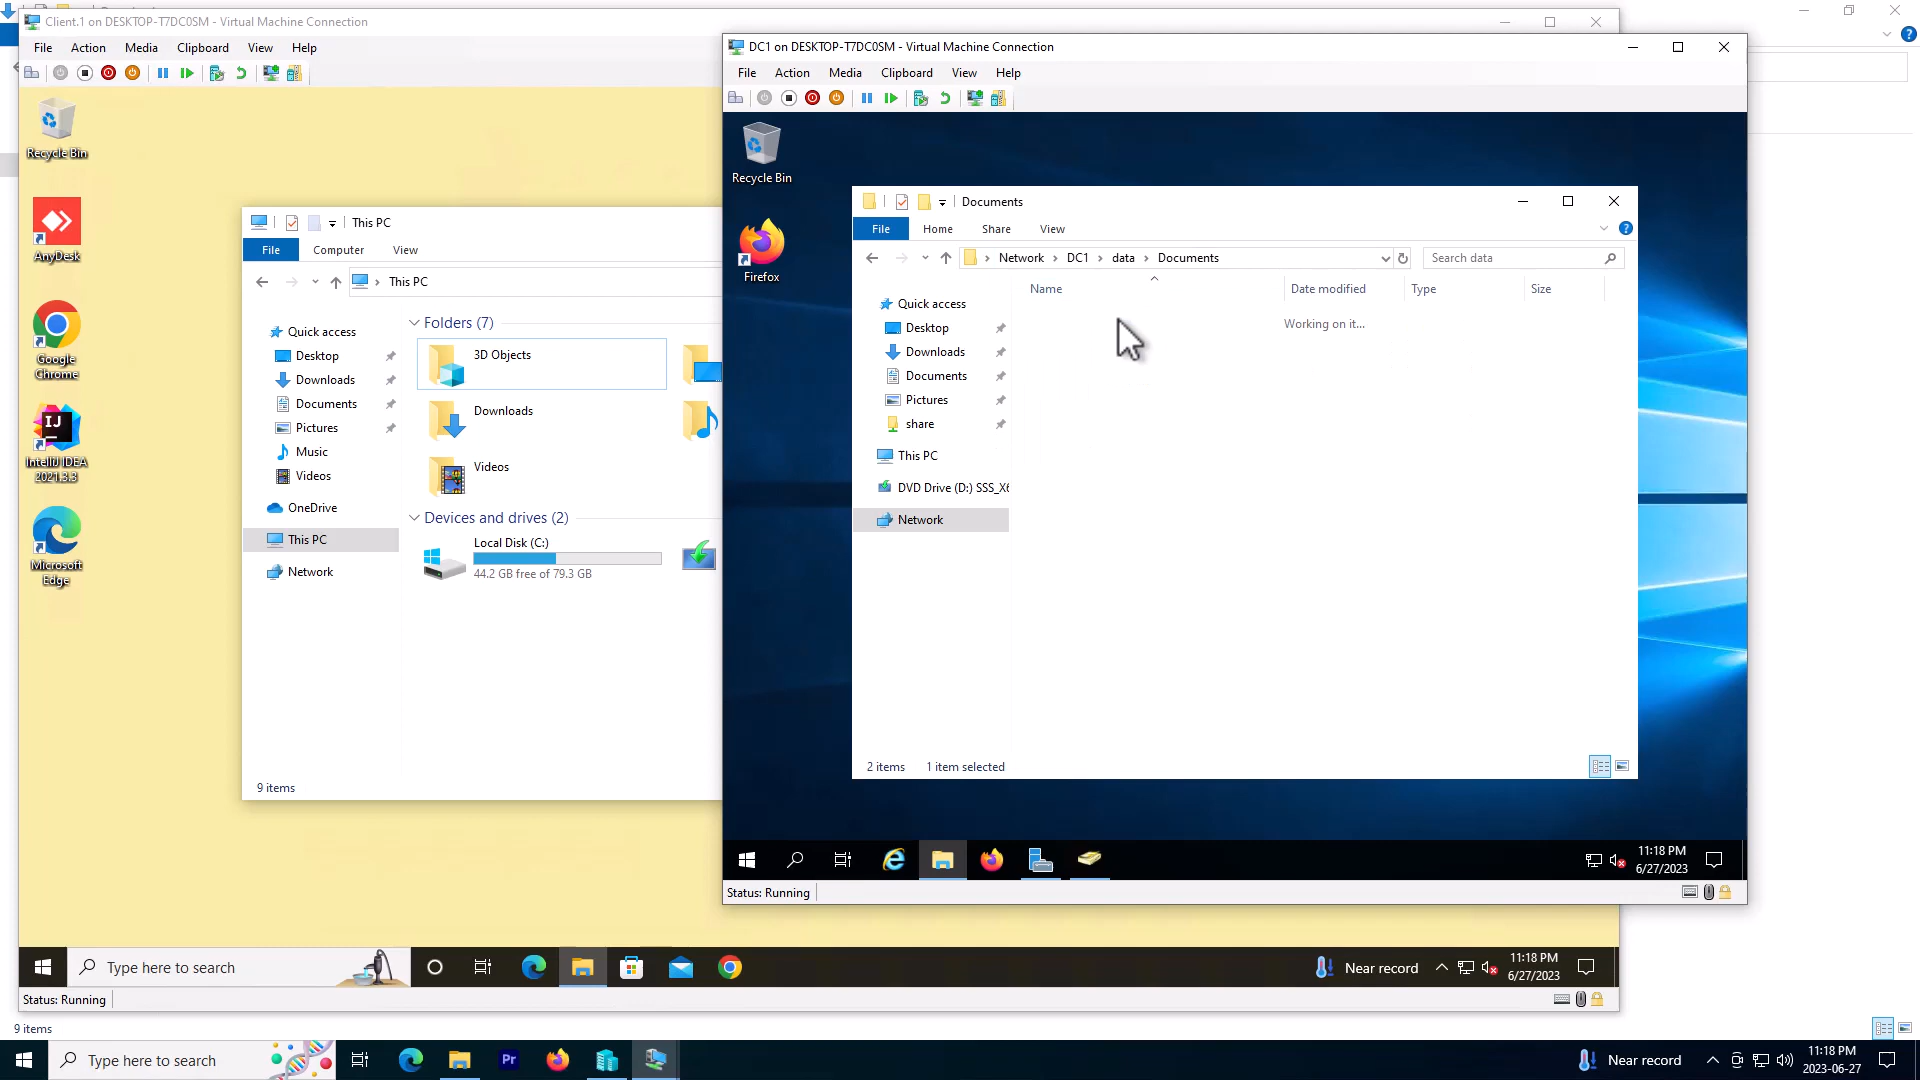 Client.1 on DESKTOP-T7DC0SM - Virtual Machine Connection
File Action Media Clipboard View Help
Recycle Bin
AnyDesk
Google
Chrome
IntelliJ IDEA
2021.3.3
Microsoft
Edge
This PC
File Computer View
This PC
Quick access
Desktop
Downloads
Documents
Pictures
Music
Videos
OneDrive
This PC
Network
Folders (7)
3D Objects
Downloads
Videos
Devices and drives (2)
Local Disk (C:)
44.2 GB free of 79.3 GB
9 items
DC1 on DESKTOP-T7DC0SM - Virtual Machine Connection
File Action Media Clipboard View Help
Recycle Bin
Firefox
Documents
File Home Share View
Network DC1 data Documents
Search data
Name Date modified Type Size
Working on it...
Quick access
Desktop
Downloads
Documents
Pictures
share
This PC
DVD Drive (D:) SSS_X6
Network
2 items 1 item selected
11:18 PM
6/27/2023
Status: Running
Type here to search
Near record
11:18 PM
6/27/2023
Status: Running
9 items
Type here to search
Pr
Near record
11:18 PM
2023-06-27